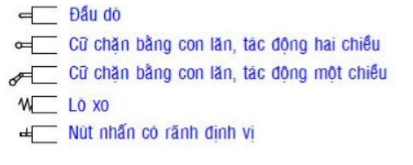 Đầu dò
Cữ chặn bằng con lăn, tác động hai chiều
Cữ chặn bằng con lăn, tác động một chiều
Lò xo
Nút nhấn có rãnh định vị